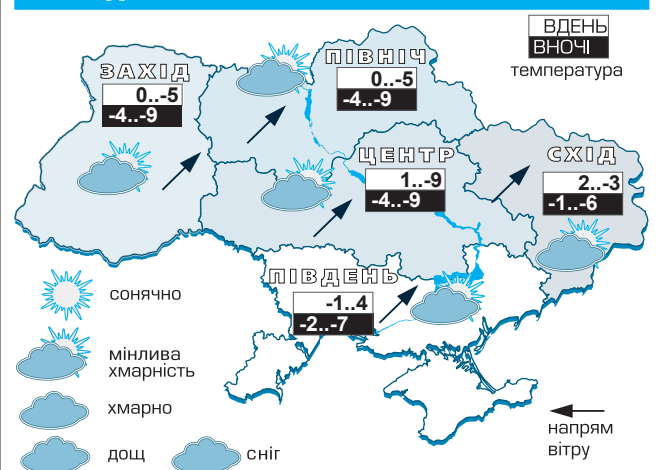 ВДЕНЬ
ВНОЧІ
температура
ЗАХІД
0..-5
-4..-9
ПІВНІЧ
0..-5
-4..-9
ЦЕНТР
1..-9
-4..-9
СХІД
2..-3
-1..-6
ПІВДЕНЬ
-1..4
-2..-7
сонячно
мінлива
хмарність
хмарно
дощ
сніг
напрям
вітру